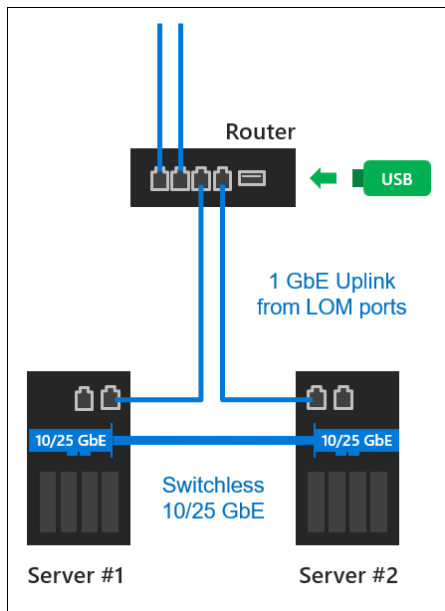 Router
USB
1 GbE Uplink
from LOM ports
10/25 GbE
10/25 GbE
Switchless
10/25 GbE
Server #1
Server #2